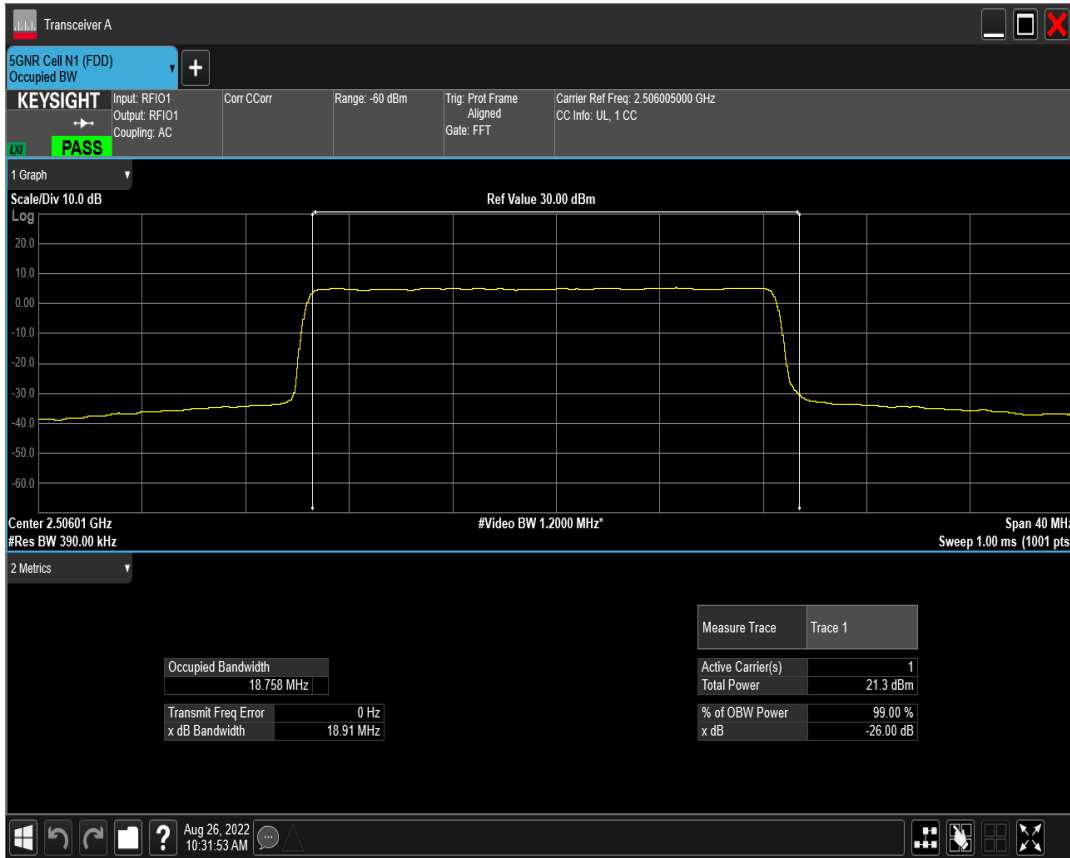 Transceiver A
5GNR Cell N1 (FDD)
Occupied BW
+
KEYSIGHT
LXI
PASS
Input: RFIO1
Output: RFIO1
Coupling: AC
Corr CCorr
Range: -60 dBm
Trig: Prot Frame
Aligned
Gate: FFT
Carrier Ref Freq: 2.506005000 GHz
CC Info: UL, 1 CC
1 Graph
Scale/Div 10.0 dB
Ref Value 30.00 dBm
Log
20.0
10.0
0.00
-10.0
-20.0
-30.0
-40.0
-50.0
-60.0
Center 2.50601 GHz
#Video BW 1.2000 MHz*
Span 40 MHz
#Res BW 390.00 kHz
Sweep 1.00 ms (1001 pts
2 Metrics
Measure Trace Trace 1
Occupied Bandwidth
18.758 MHz
Active Carrier(s) 1
Total Power 21.3 dBm
Transmit Freq Error 0 Hz
x dB Bandwidth 18.91 MHz
% of OBW Power 99.00 %
x dB -26.00 dB
?
Aug 26, 2022
10:31:53 AM